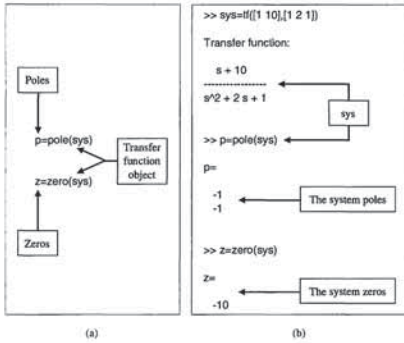 Poles
p=pole(sys)
Transfer
function
object
z=zero(sys)
Zeros
(a)
>> sys=tf([1 10],[1 2 1])
Transfer function:
s + 10
------------------
s^2 + 2 s + 1
sys
>> p=pole(sys)
p=
-1
-1
The system poles
>> z=zero(sys)
z=
-10
The system zeros
(b)